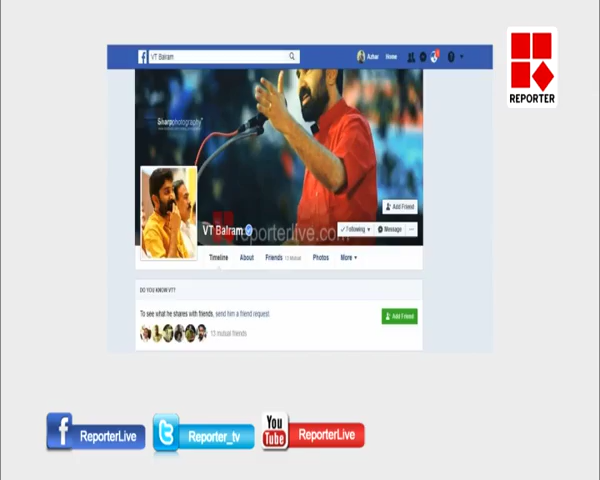 VT Balram
Azhar Home
REPORTER
Sharpphotography
Add Friend
VT Balram
reporterlive.com
Following Message
Timeline About Friends 13 Mutual Photos More
DO YOU KNOW VT?
To see what he shares with friends, send him a friend request.
Add Friend
13 mutual friends
f ReporterLive
t Reporter_tv
You
Tube
ReporterLive